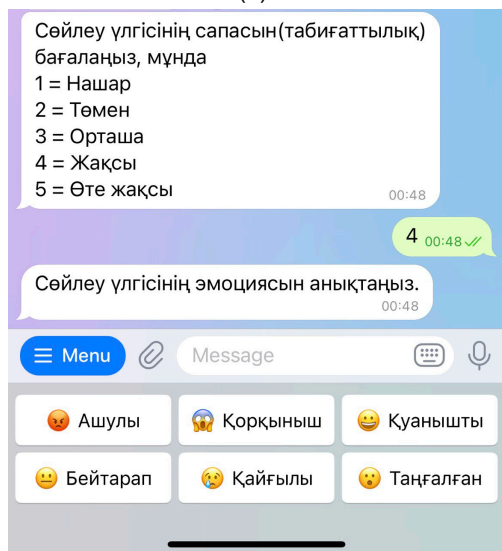 Сөйлеу үлгісінің сапасын(табиғаттылық)
бағалаңыз, мұнда
1 = Нашар
2 = Төмен
3 = Орташа
4 = Жақсы
5 = Өте жақсы
00:48
4 00:48
Сөйлеу үлгісінің эмоциясын анықтаңыз.
00:48
Menu Message
Ашулы Қорқыныш Қуанышты
Бейтарап Қайғылы Таңғалған